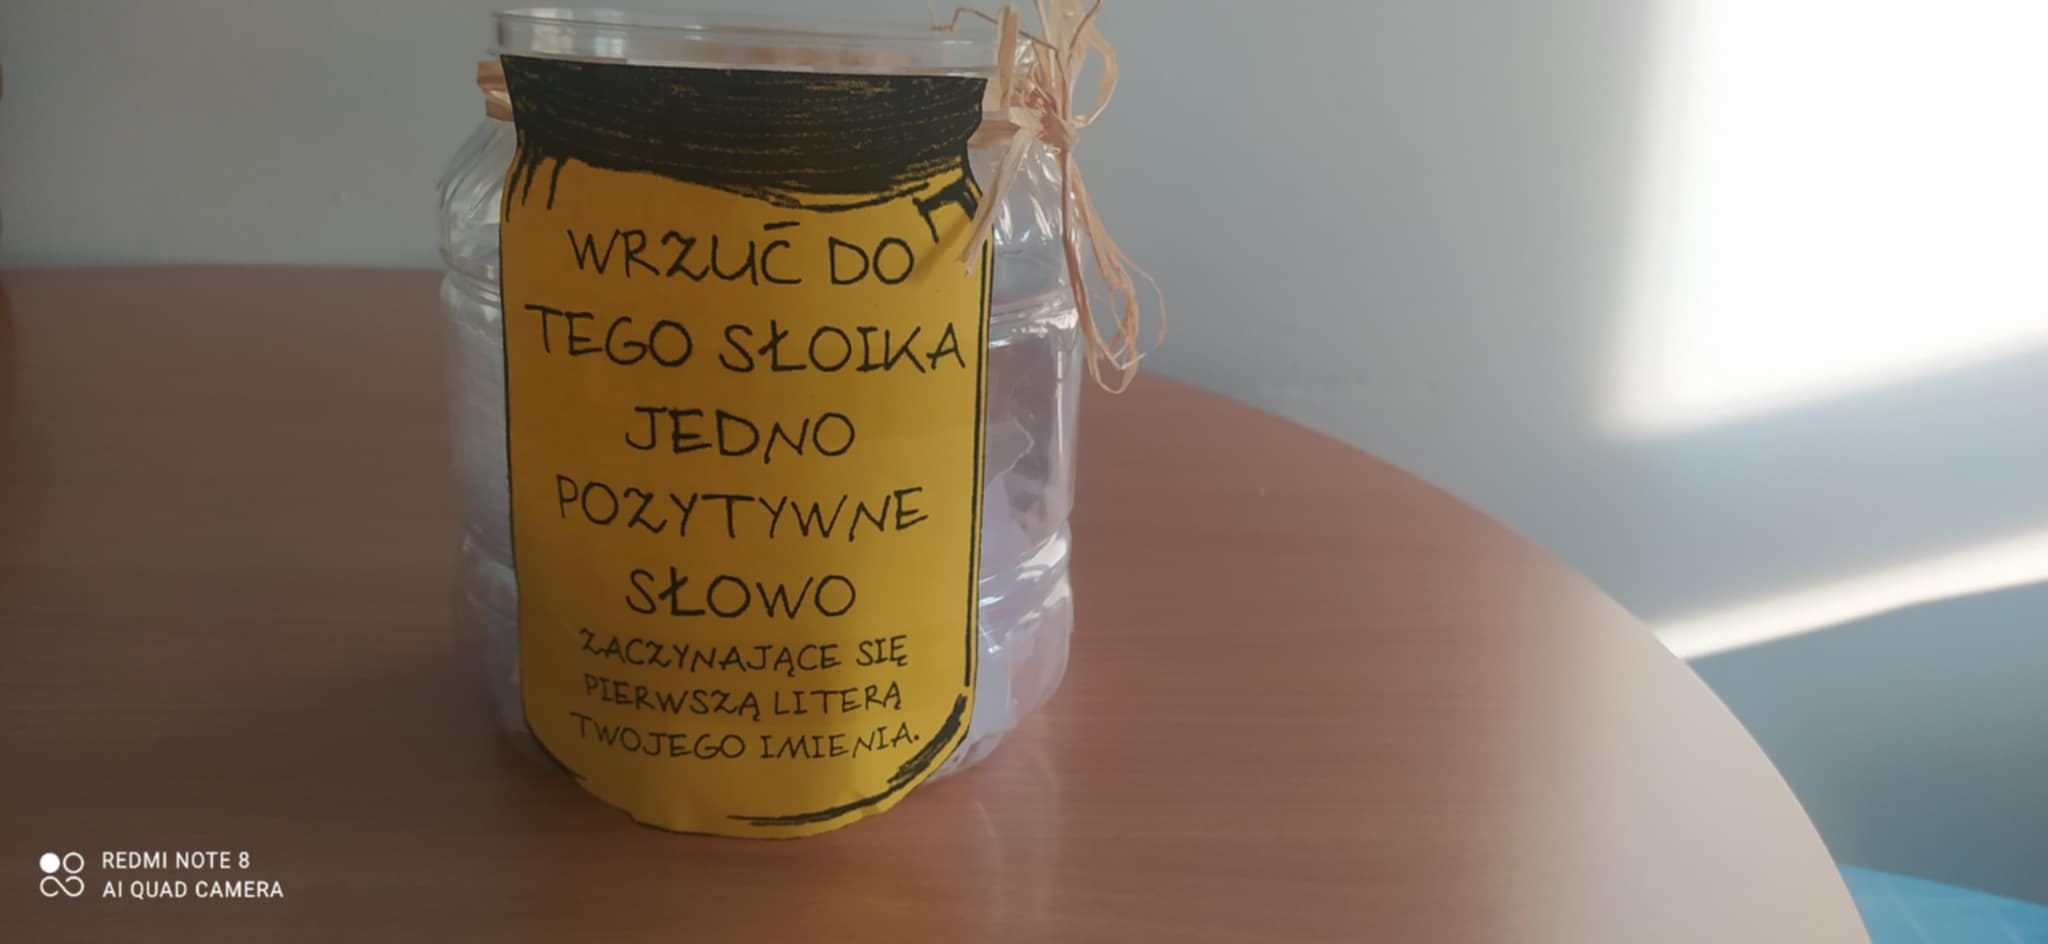 WRZUĆ DO
TEGO SŁOIKA
JEDNO
POZYTYWNE
SŁOWO
ZACZYNAJĄCE SIĘ
PIERWSZĄ LITERĄ
TWOJEGO IMIENIA.
REDMI NOTE 8
AI QUAD CAMERA